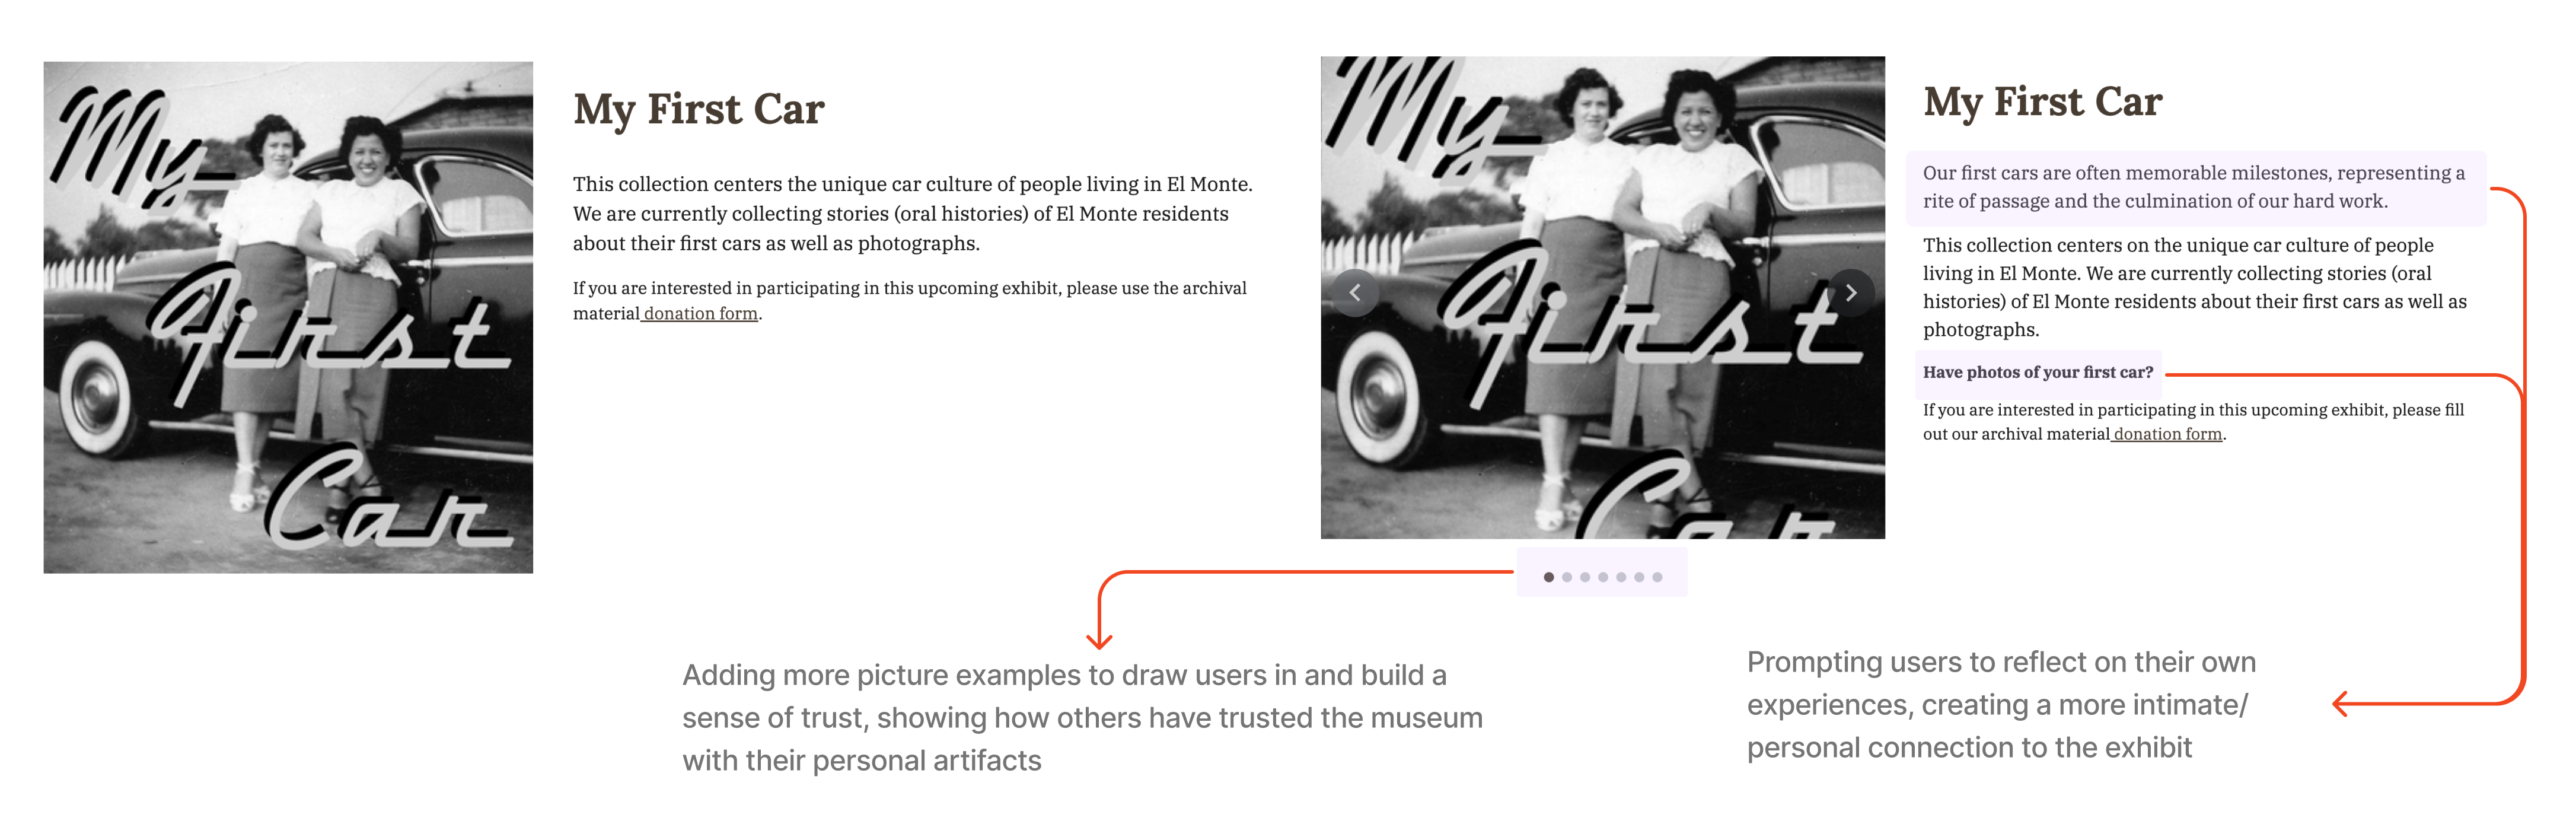 My
First
Car
My First Car
This collection centers the unique car culture of people living in El Monte.
We are currently collecting stories (oral histories) of El Monte residents
about their first cars as well as photographs.
If you are interested in participating in this upcoming exhibit, please use the archival
material donation form.
My
First
Car
My First Car
Our first cars are often memorable milestones, representing a
rite of passage and the culmination of our hard work.
This collection centers on the unique car culture of people
living in El Monte. We are currently collecting stories (oral
histories) of El Monte residents about their first cars as well as
photographs.
Have photos of your first car?
If you are interested in participating in this upcoming exhibit, please fill
out our archival material donation form.
Adding more picture examples to draw users in and build a
sense of trust, showing how others have trusted the museum
with their personal artifacts
Prompting users to reflect on their own
experiences, creating a more intimate/
personal connection to the exhibit